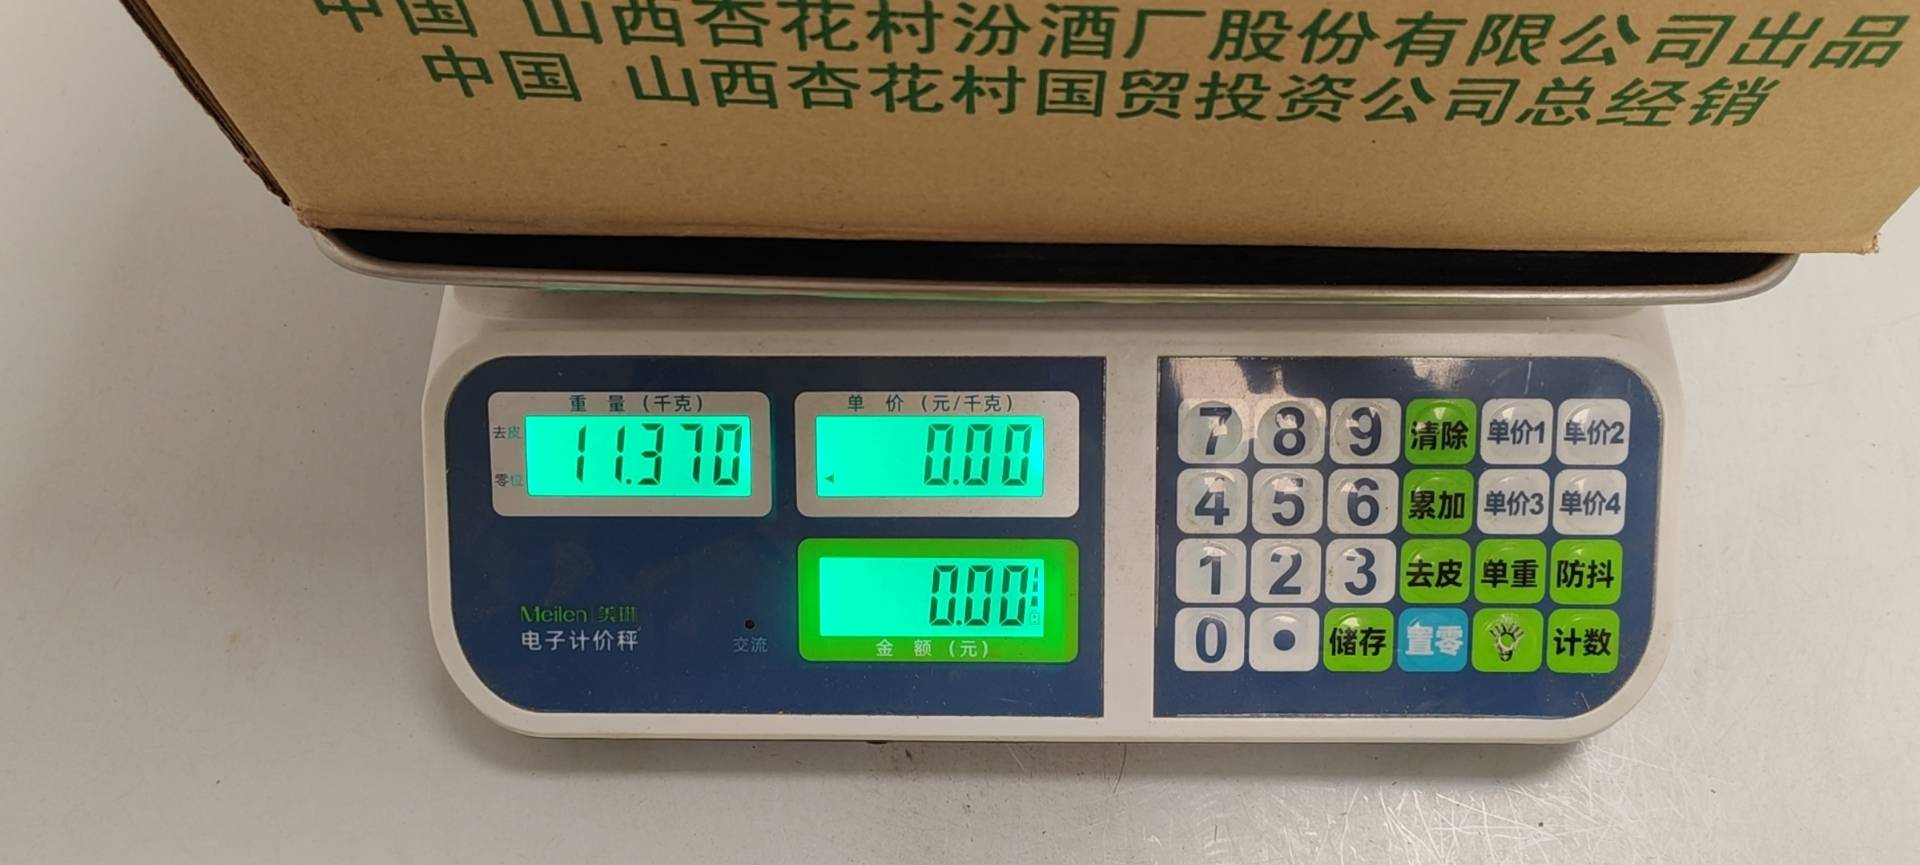 中国 山西杏花村汾酒厂股份有限公司出品
中国 山西杏花村国贸投资公司总经销
重 量 (千克)
去皮
11.370
零位
单 价 (元/千克)
0.00
0.00
金 额 (元)
Meilen 美琳
电子计价秤
交流
7 8 9 清除 单价1 单价2
4 5 6 累加 单价3 单价4
1 2 3 去皮 单重 防抖
0 • 储存 置零 计数